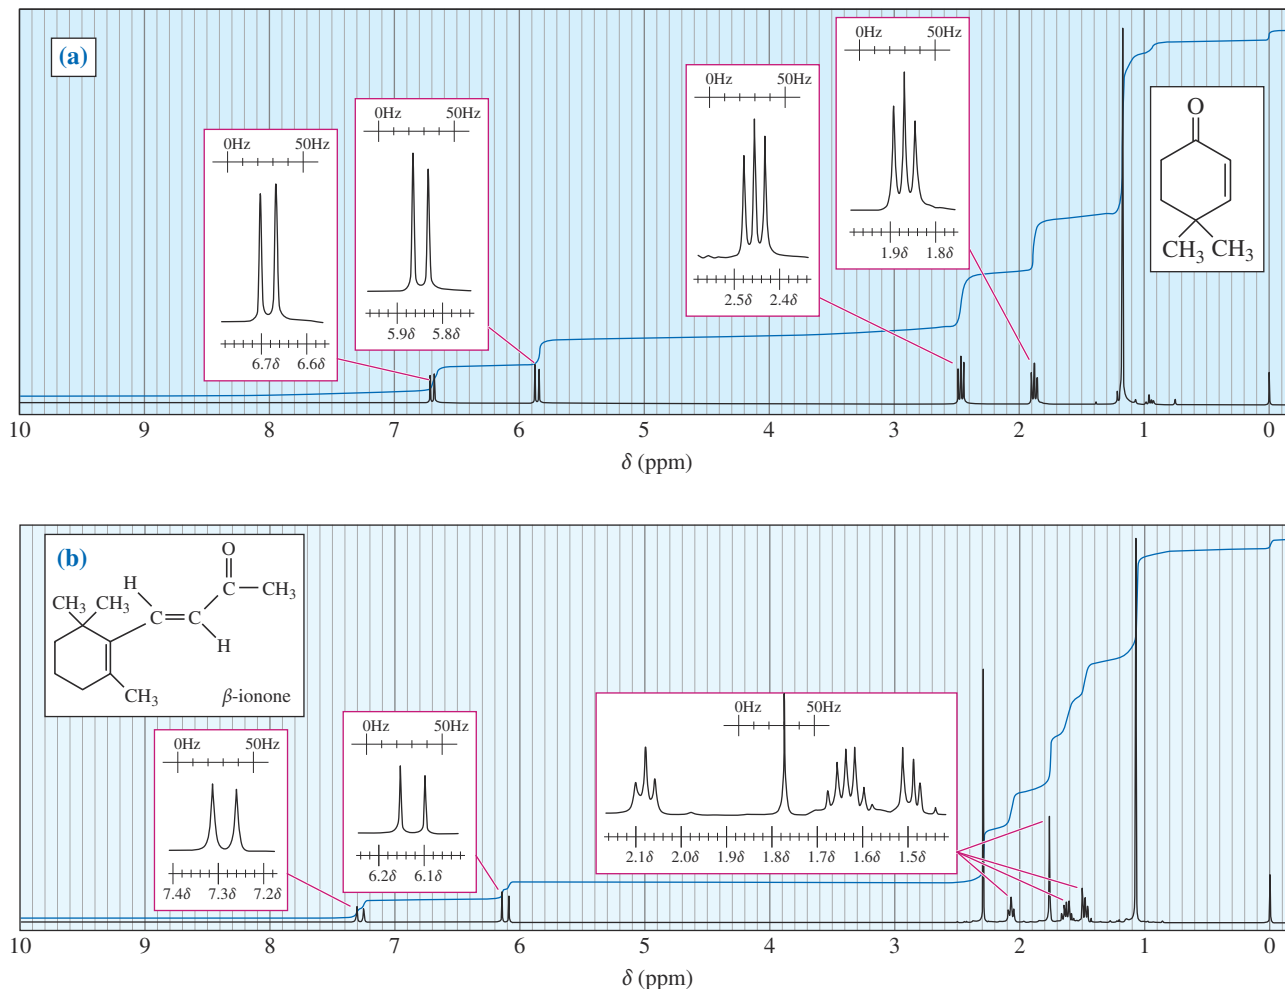 (a)
0Hz 50Hz
6.7δ 6.6δ
0Hz 50Hz
5.9δ 5.8δ
0Hz 50Hz
2.5δ 2.4δ
0Hz 50Hz
1.9δ 1.8δ
O
CH3 CH3
10 9 8 7 6 5 4 3 2 1 0
δ (ppm)
(b)
O
H C CH3
CH3 CH3 C=C
H
CH3 β-ionone
0Hz 50Hz
7.4δ 7.3δ 7.2δ
0Hz 50Hz
6.2δ 6.1δ
0Hz 50Hz
2.1δ 2.0δ 1.9δ 1.8δ 1.7δ 1.6δ 1.5δ
10 9 8 7 6 5 4 3 2 1 0
δ (ppm)